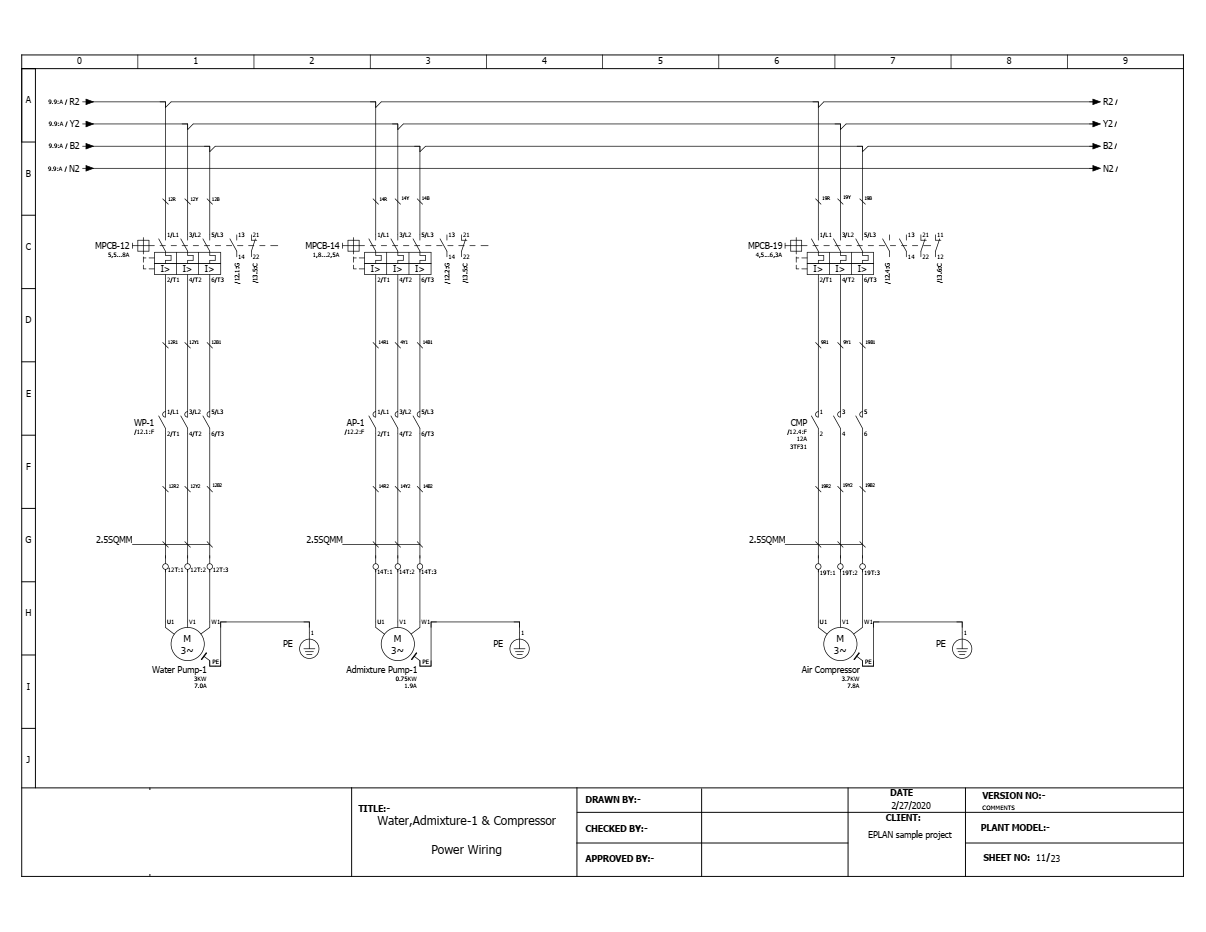 0 1 2 3 4 5 6 7 8 9
A
9.9:A / R2 R2 /
9.9:A / Y2 Y2 /
9.9:A / B2 B2 /
B
9.9:A / N2 N2 /
12R 12Y 12B 14R 14Y 14B 19R 19Y 19B
C
1/L1 3/L2 5/L3 13 21 1/L1 3/L2 5/L3 13 21 1/L1 3/L2 5/L3 13 21 11
MPCB-12 MPCB-14 MPCB-19
5,5...8A 14 22 1,8...2,5A 14 22 4,5...6,3A 14 22 12
I> I> I> /12.1:G /13.5:C I> I> I> /12.2:G /13.5:C I> I> I> /12.4:G /13.6:C
2/T1 4/T2 6/T3 2/T1 4/T2 6/T3 2/T1 4/T2 6/T3
D
12R1 12Y1 12B1 14R1 4Y1 14B1 9R1 9Y1 19B1
E
1/L1 3/L2 5/L3 1/L1 3/L2 5/L3 1 3 5
WP-1 AP-1 CMP
/12.1:F 2/T1 4/T2 6/T3 /12.2:F 2/T1 4/T2 6/T3 /12.4:F 2 4 6
12A
3TF31
F
12R2 12Y2 12B2 14R2 14Y2 14B2 19R2 19Y2 19B2
G
2.5SQMM 2.5SQMM 2.5SQMM
12T:1 12T:2 12T:3 14T:1 14T:2 14T:3 19T:1 19T:2 19T:3
H
U1 V1 W1 U1 V1 W1 U1 V1 W1
M 1 M 1 M 1
3~ PE 3~ PE 3~ PE
PE PE PE
Water Pump-1 Admixture Pump-1 Air Compressor
3KW 0.75KW 3.7KW
7.0A 1.9A 7.8A
I
J
TITLE:-
Water,Admixture-1 & Compressor
Power Wiring
DRAWN BY:-
CHECKED BY:-
APPROVED BY:-
DATE
2/27/2020
CLIENT:
EPLAN sample project
VERSION NO:-
COMMENTS
PLANT MODEL:-
SHEET NO: 11/23